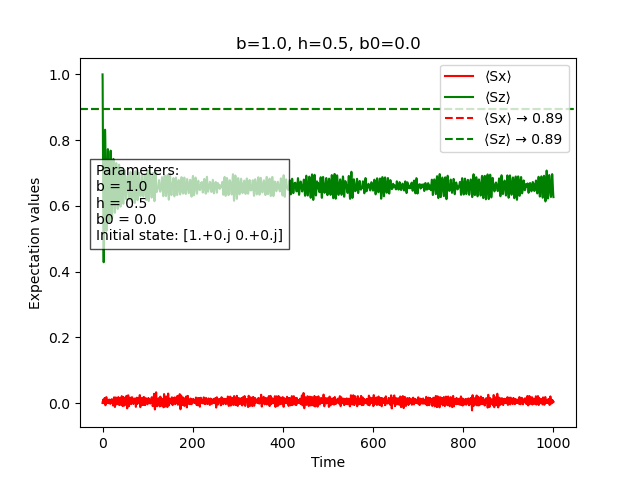 b=1.0, h=0.5, b0=0.0
Expectation values
1.0
0.8
0.6
0.4
0.2
0.0
⟨Sx⟩
⟨Sz⟩
⟨Sx⟩ → 0.89
⟨Sz⟩ → 0.89
Parameters:
b = 1.0
h = 0.5
b0 = 0.0
Initial state: [1.+0.j 0.+0.j]
0
200
400
600
800
1000
Time